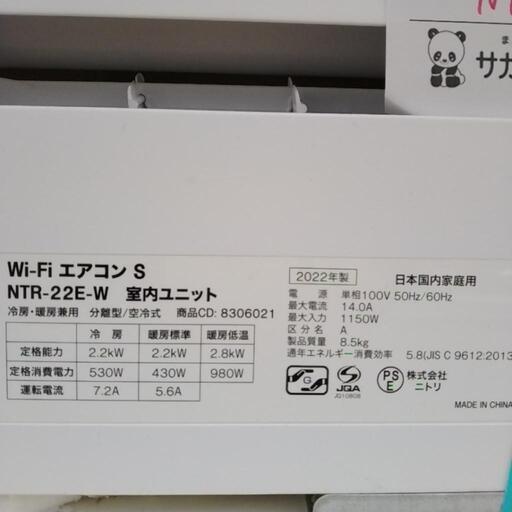 サカ
Wi-Fi エアコン S
NTR-22E-W 室内ユニット
冷房・暖房兼用 分離型/空冷式 商品CD: 8306021
冷 房 暖房標準 暖房低温
定格能力 2.2kW 2.2kW 2.8kW
定格消費電力 530W 430W 980W
運転電流 7.2A 5.6A
2022年製 日本国内家庭用
電 源 単相100V 50Hz/60Hz
最大電流 14.0A
最大入力 1150W
区分名 A
製品質量 8.5kg
通年エネルギー消費効率 5.8(JIS C 9612:2013
G
JQA
JQ10808
PS
E
株式会社
ニトリ
MADE IN CHINA